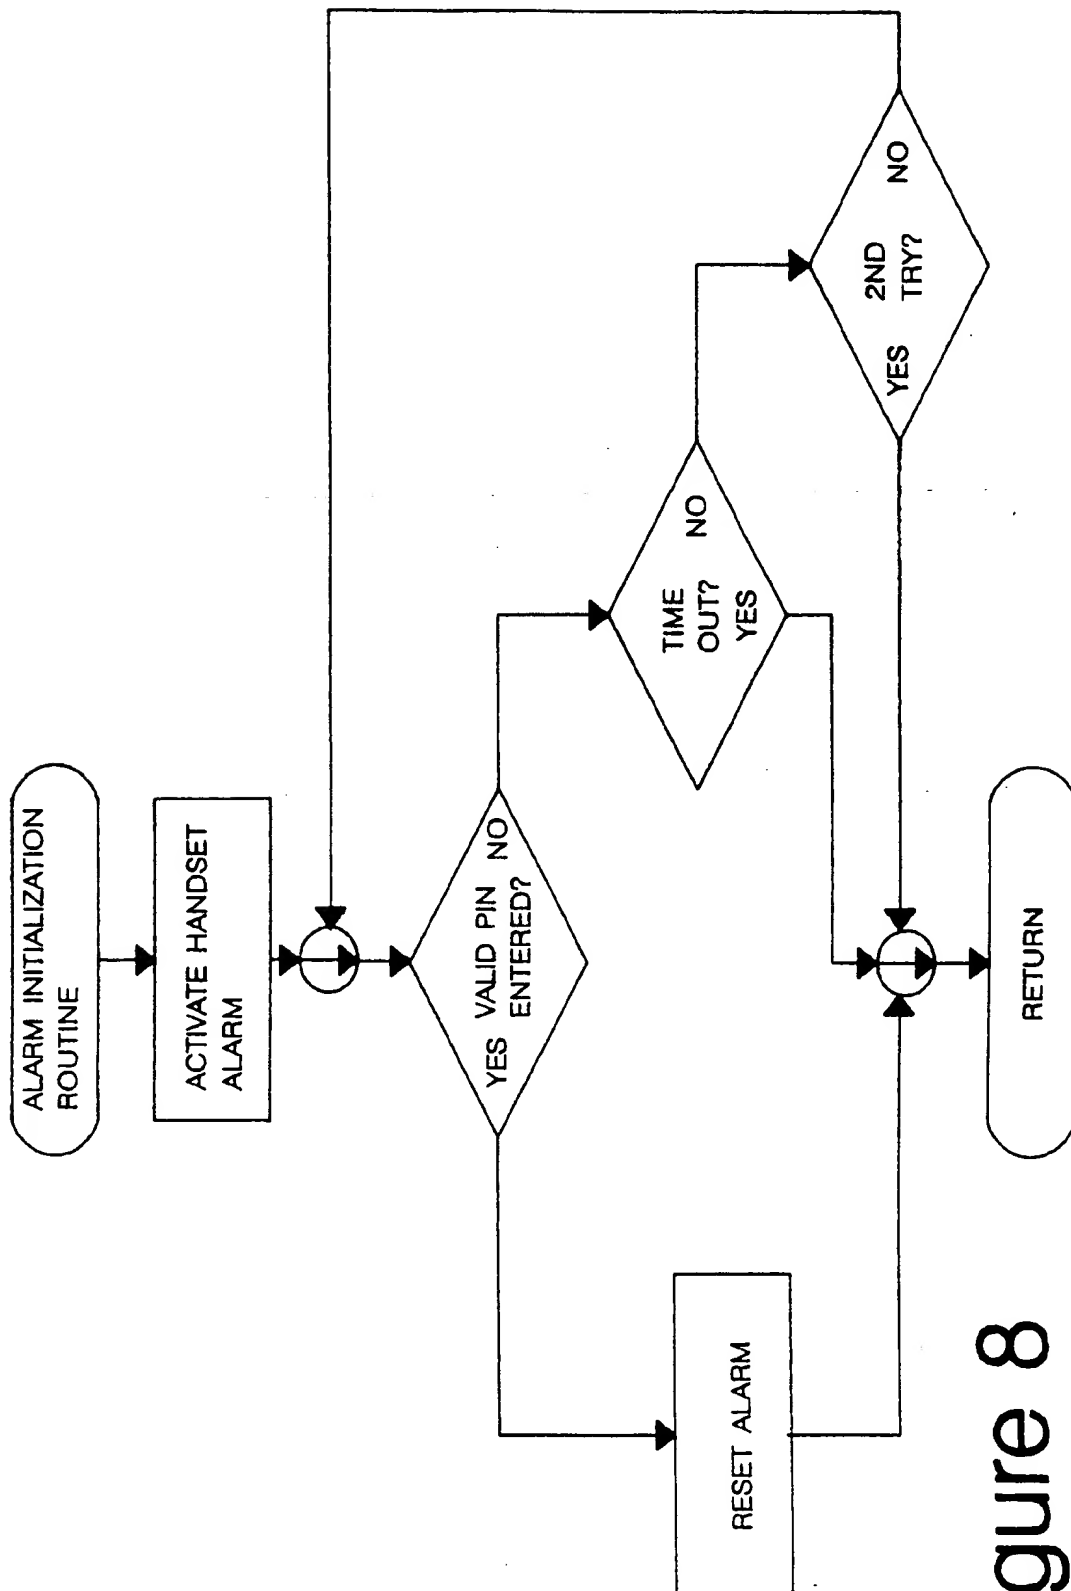 ALARM INITIALIZATION
ROUTINE
ACTIVATE HANDSET
ALARM
YES VALID PIN NO
ENTERED?
TIME
OUT? NO
YES
2ND
YES TRY? NO
RESET ALARM
RETURN
gure 8